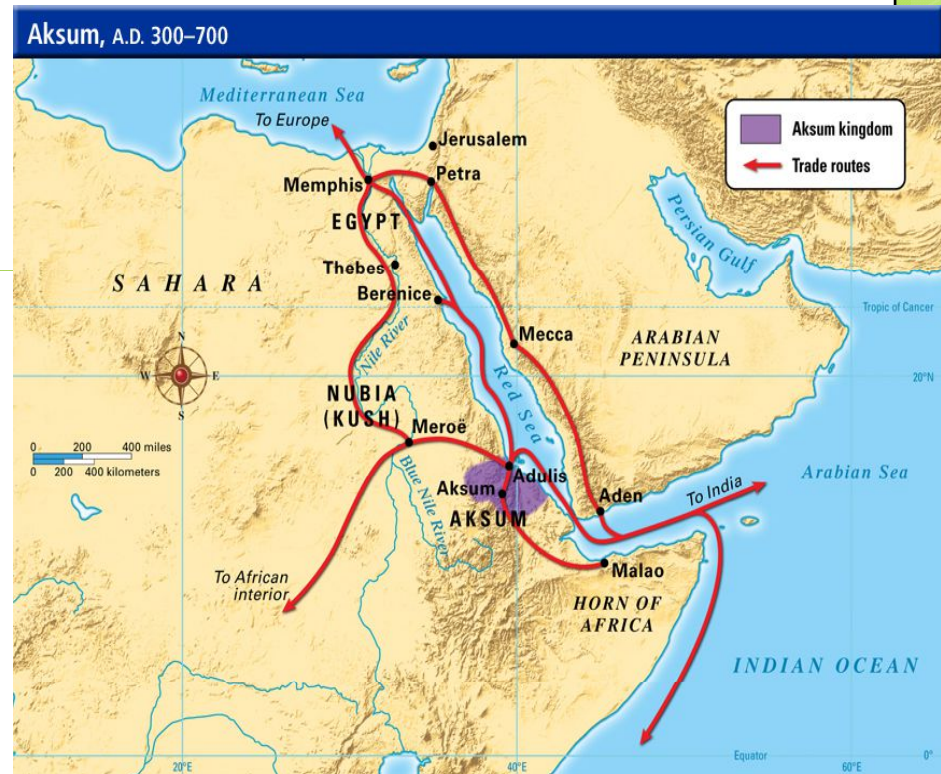 Aksum, A.D. 300–700
Mediterranean Sea
To Europe
Jerusalem
Memphis
Petra
EGYPT
Aksum kingdom
Trade routes
Persian Gulf
SAHARA
Thebes
Berenice
Tropic of Cancer
Nile River
Mecca
ARABIAN
PENINSULA
N
W E
S
Red Sea
20°N
NUBIA
(KUSH)
Meroë
0 200 400 miles
0 200 400 kilometers
Blue Nile River
Adulis
Aksum
AKSUM
Aden
To India
Arabian Sea
To African
interior
Malao
HORN OF
AFRICA
INDIAN OCEAN
Equator
0°
20°E
40°E
60°E